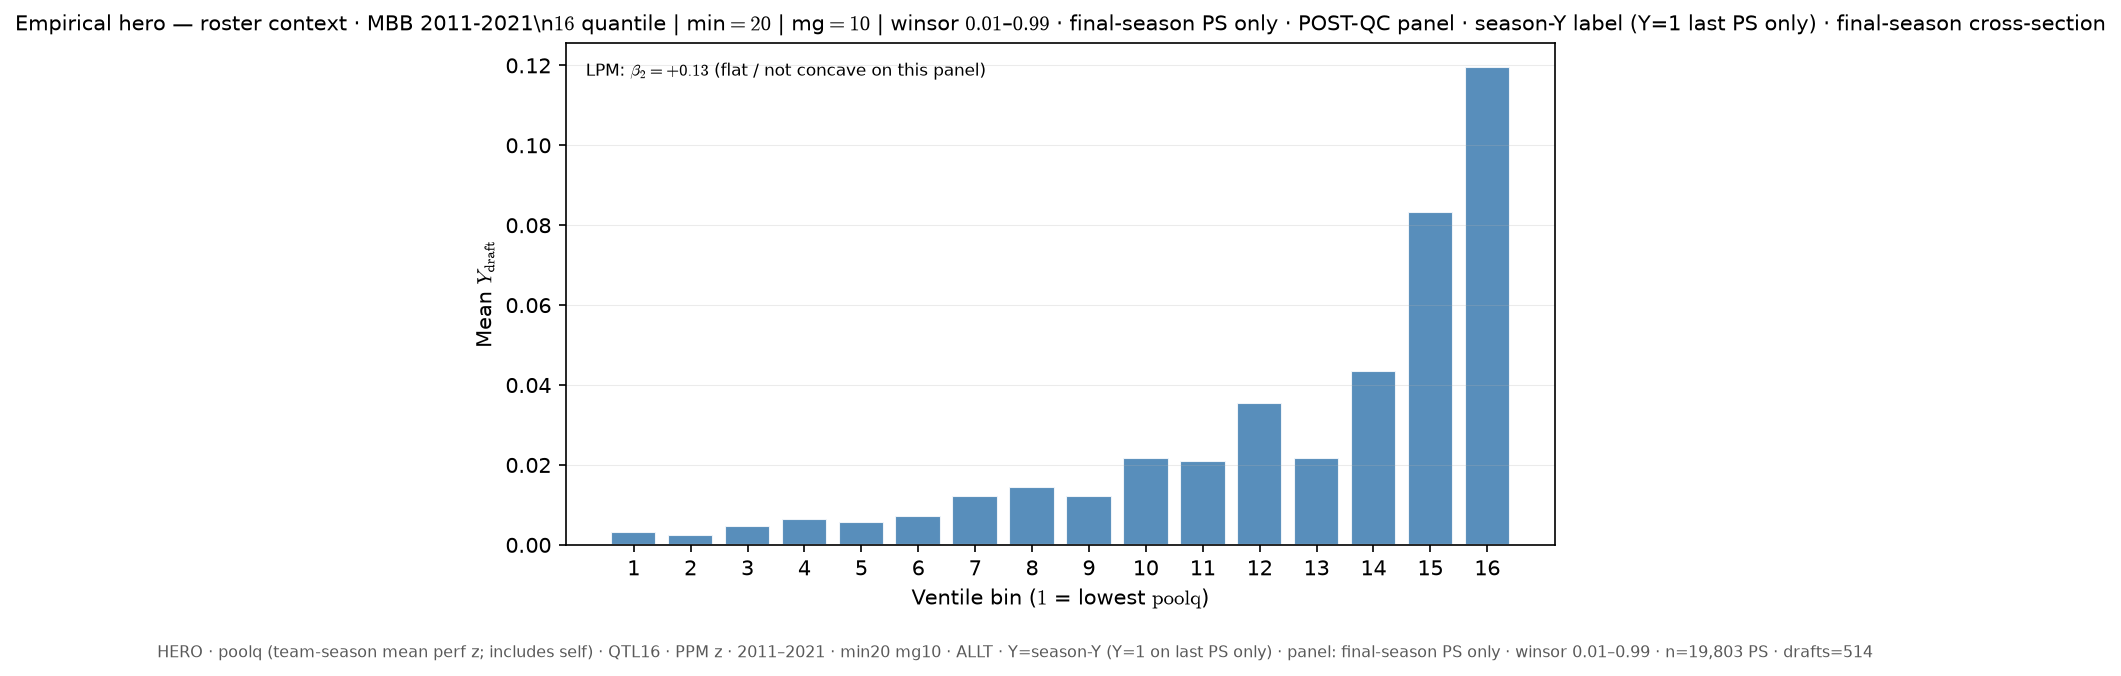 Empirical hero — roster context · MBB 2011-2021\n16 quantile | min = 20 | mg = 10 | winsor 0.01–0.99 · final-season PS only · POST-QC panel · season-Y label (Y=1 last PS only) · final-season cross-section
LPM: β₂ = +0.13 (flat / not concave on this panel)
0.12
0.10
0.08
0.06
0.04
0.02
0.00
Mean Y_draft
1 2 3 4 5 6 7 8 9 10 11 12 13 14 15 16
Ventile bin (1 = lowest poolq)
HERO · poolq (team-season mean perf z; includes self) · QTL16 · PPM z · 2011–2021 · min20 mg10 · ALLT · Y=season-Y (Y=1 on last PS only) · panel: final-season PS only · winsor 0.01–0.99 · n=19,803 PS · drafts=514